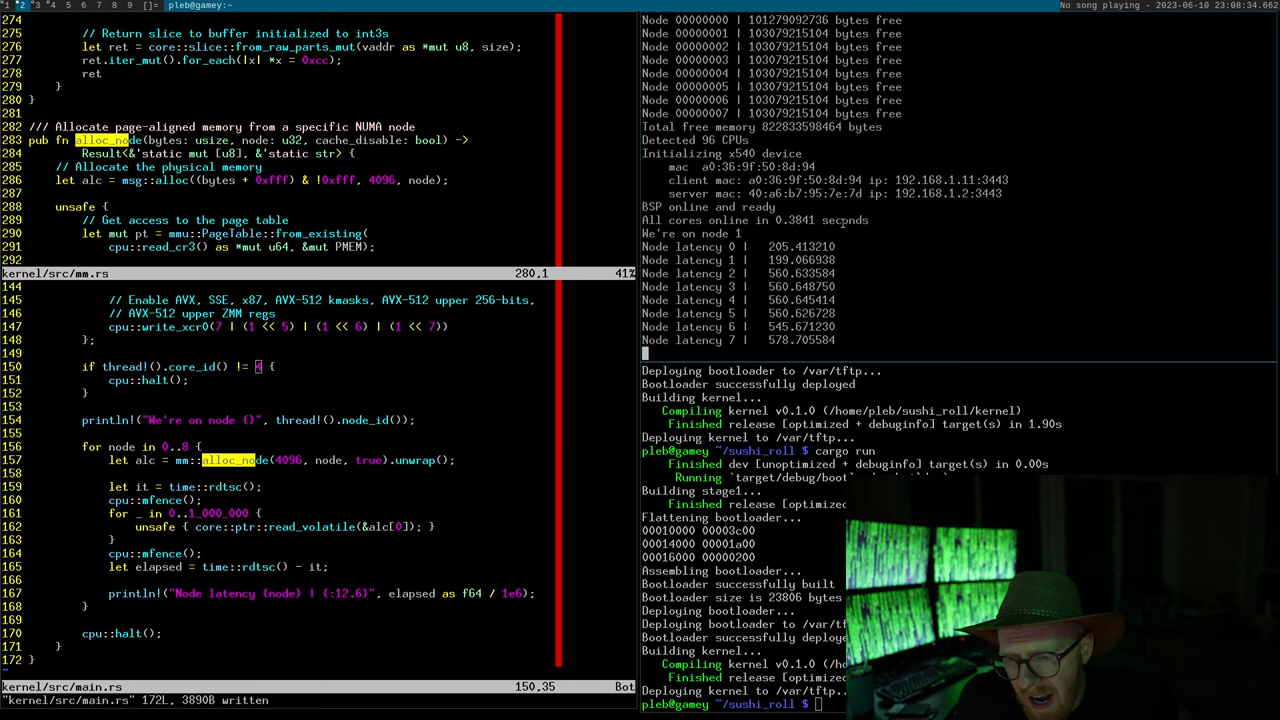 1 2 3 4 5 6 7 8 9 []= pleb@gamey:~
No song playing - 2023-06-10 23:08:34.662
274
275 // Return slice to buffer initialized to int3s
276 let ret = core::slice::from_raw_parts_mut(vaddr as *mut u8, size);
277 ret.iter_mut().for_each(|x| *x = 0xcc);
278 ret
279 }
280 }
281
282 /// Allocate page-aligned memory from a specific NUMA node
283 pub fn alloc_node(bytes: usize, node: u32, cache_disable: bool) ->
284 Result<&'static mut [u8], &'static str> {
285 // Allocate the physical memory
286 let alc = msg::alloc((bytes + 0xfff) & !0xfff, 4096, node);
287
288 unsafe {
289 // Get access to the page table
290 let mut pt = mmu::PageTable::from_existing(
291 cpu::read_cr3() as *mut u64, &mut PMEM);
kernel/src/mm.rs 280,1 41%
144
145 // Enable AVX, SSE, x87, AVX-512 kmasks, AVX-512 upper 256-bits,
146 // AVX-512 upper ZMM regs
147 cpu::write_xcr0(7 | (1 << 5) | (1 << 6) | (1 << 7))
148 };
149
150 if thread!().core_id() != 4 {
151 cpu::halt();
152 }
153
154 println!("We're on node {}", thread!().node_id());
155
156 for node in 0..8 {
157 let alc = mm::alloc_node(4096, node, true).unwrap();
158
159 let it = time::rdtsc();
160 cpu::mfence();
161 for _ in 0..1_000_000 {
162 unsafe { core::ptr::read_volatile(&alc[0]); }
163 }
164 cpu::mfence();
165 let elapsed = time::rdtsc() - it;
166
167 println!("Node latency {node} | {:12.6}", elapsed as f64 / 1e6);
168 }
169
170 cpu::halt();
171 }
172 }
~
kernel/src/main.rs 150,35 Bot
"kernel/src/main.rs" 172L, 3890B written
Node 00000000 | 101279092736 bytes free
Node 00000001 | 103079215104 bytes free
Node 00000002 | 103079215104 bytes free
Node 00000003 | 103079215104 bytes free
Node 00000004 | 103079215104 bytes free
Node 00000005 | 103079215104 bytes free
Node 00000006 | 103079215104 bytes free
Node 00000007 | 103079215104 bytes free
Total free memory 822833598464 bytes
Detected 96 CPUs
Initializing x540 device
mac a0:36:9f:50:8d:94
client mac: a0:36:9f:50:8d:94 ip: 192.168.1.11:3443
server mac: 40:a6:b7:95:7e:7d ip: 192.168.1.2:3443
BSP online and ready
All cores online in 0.3841 seconds
We're on node 1
Node latency 0 | 205.413210
Node latency 1 | 199.066938
Node latency 2 | 560.633584
Node latency 3 | 560.648750
Node latency 4 | 560.645414
Node latency 5 | 560.626728
Node latency 6 | 545.671230
Node latency 7 | 578.705584
Deploying bootloader to /var/tftp...
Bootloader successfully deployed
Building kernel...
Compiling kernel v0.1.0 (/home/pleb/sushi_roll/kernel)
Finished release [optimized + debuginfo] target(s) in 1.90s
Deploying kernel to /var/tftp...
pleb@gamey ~/sushi_roll $ cargo run
Finished dev [unoptimized + debuginfo] target(s) in 0.00s
Running `target/debug/boo
Building stage1...
Finished release [optimize
Flattening bootloader...
00010000 00003c00
00014000 00001a00
00016000 00000200
Assembling bootloader...
Bootloader successfully built
Bootloader size is 23806 bytes
Deploying bootloader...
Deploying bootloader to /var/t
Bootloader successfully deploye
Building kernel...
Compiling kernel v0.1.0 (/h
Finished release [optimize
Deploying kernel to /var/tftp..
pleb@gamey ~/sushi_roll $